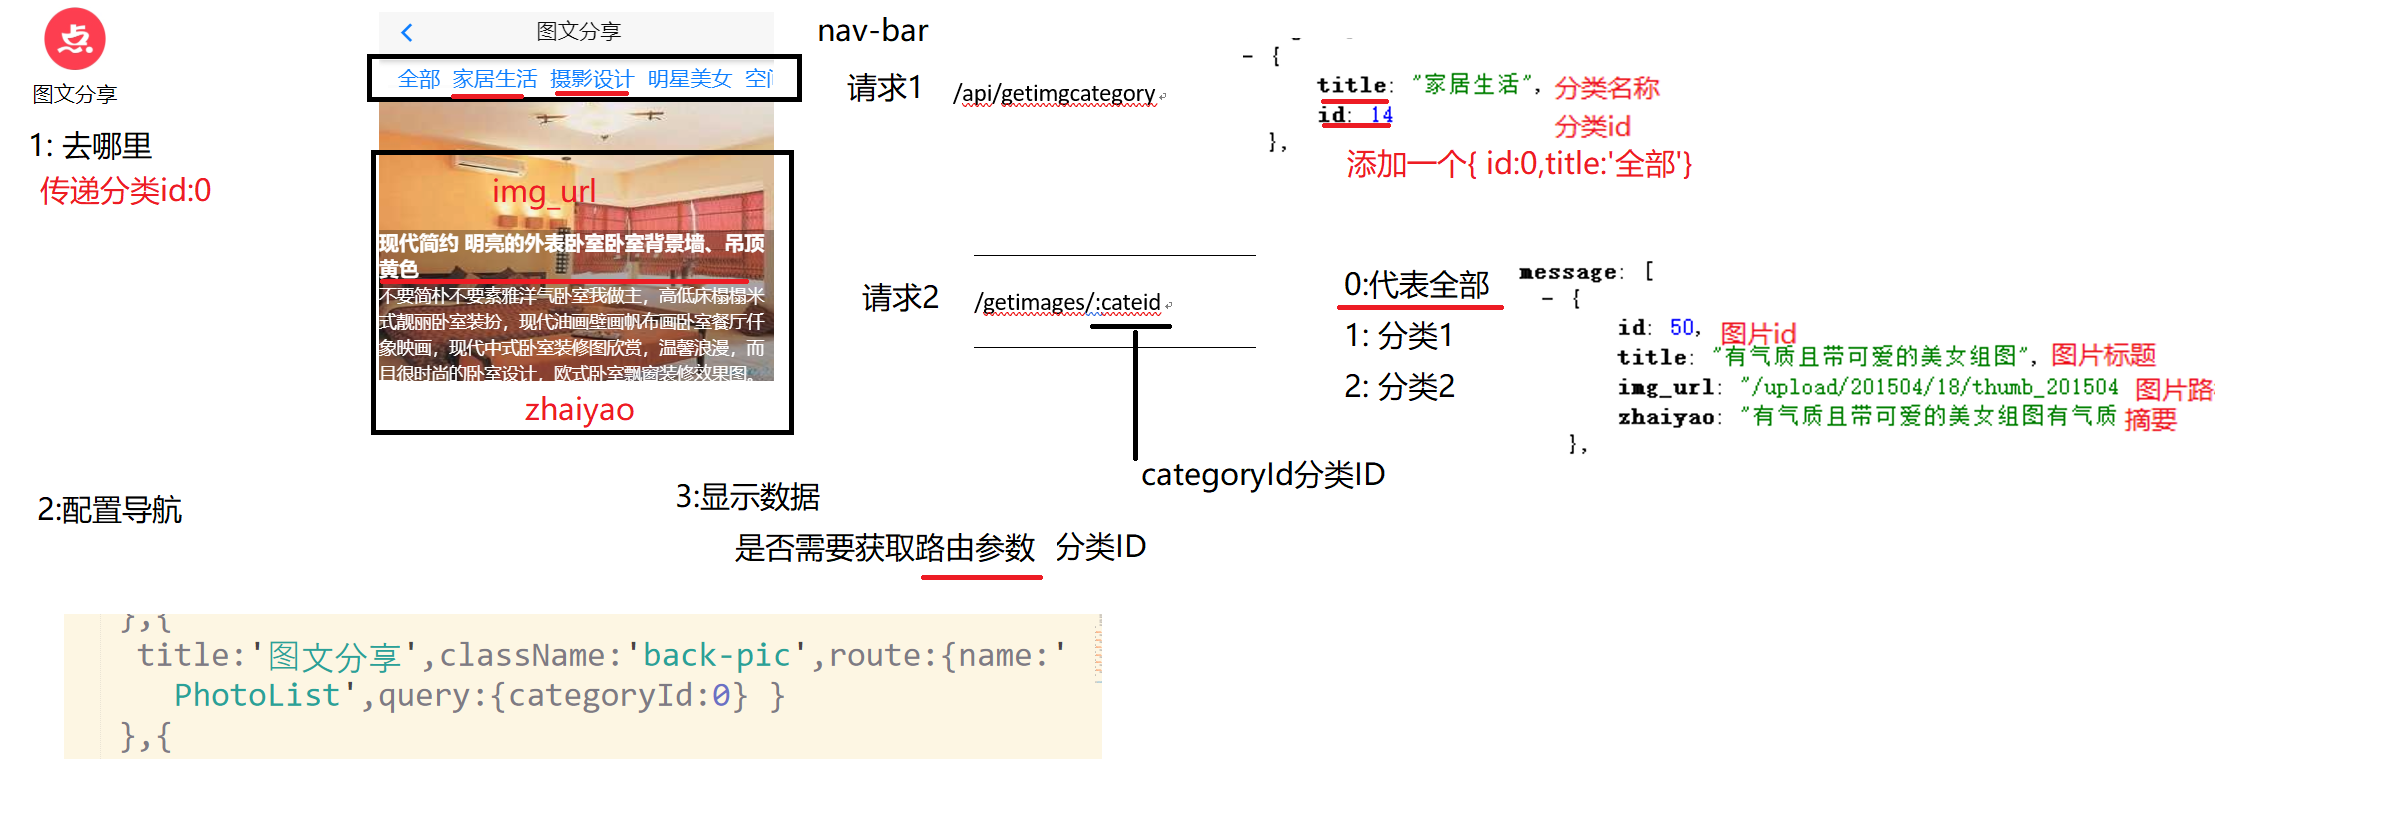 点
图文分享
1: 去哪里
传递分类id:0
图文分享
全部 家居生活 摄影设计 明星美女
img_url
现代简约 明亮的外表卧室卧室背景墙、吊顶
黄色
不要简朴不要素雅洋气卧室我做主，高低床榻榻米
式靓丽卧室装扮，现代油画壁画帆布画卧室餐厅仟
象映画，现代中式卧室装修图欣赏，温馨浪漫，而
且很时尚的卧室设计，欧式卧室飘窗装修效果图。
zhaiyao
nav-bar
请求1 /api/getimgcategory
- {
title: "家居生活", 分类名称
id: 14 分类id
},
添加一个{ id:0,title:'全部'}
请求2 /getimages/:cateid
categoryId分类ID
0:代表全部
1: 分类1
2: 分类2
message: [
- {
id: 50, 图片id
title: "有气质且带可爱的美女组图", 图片标题
img_url: "/upload/201504/18/thumb_201504 图片路
zhaiyao: "有气质且带可爱的美女组图有气质 摘要
},
2:配置导航
3:显示数据
是否需要获取路由参数 分类ID
},{
title:'图文分享',className:'back-pic',route:{name:'
PhotoList',query:{categoryId:0} }
},{